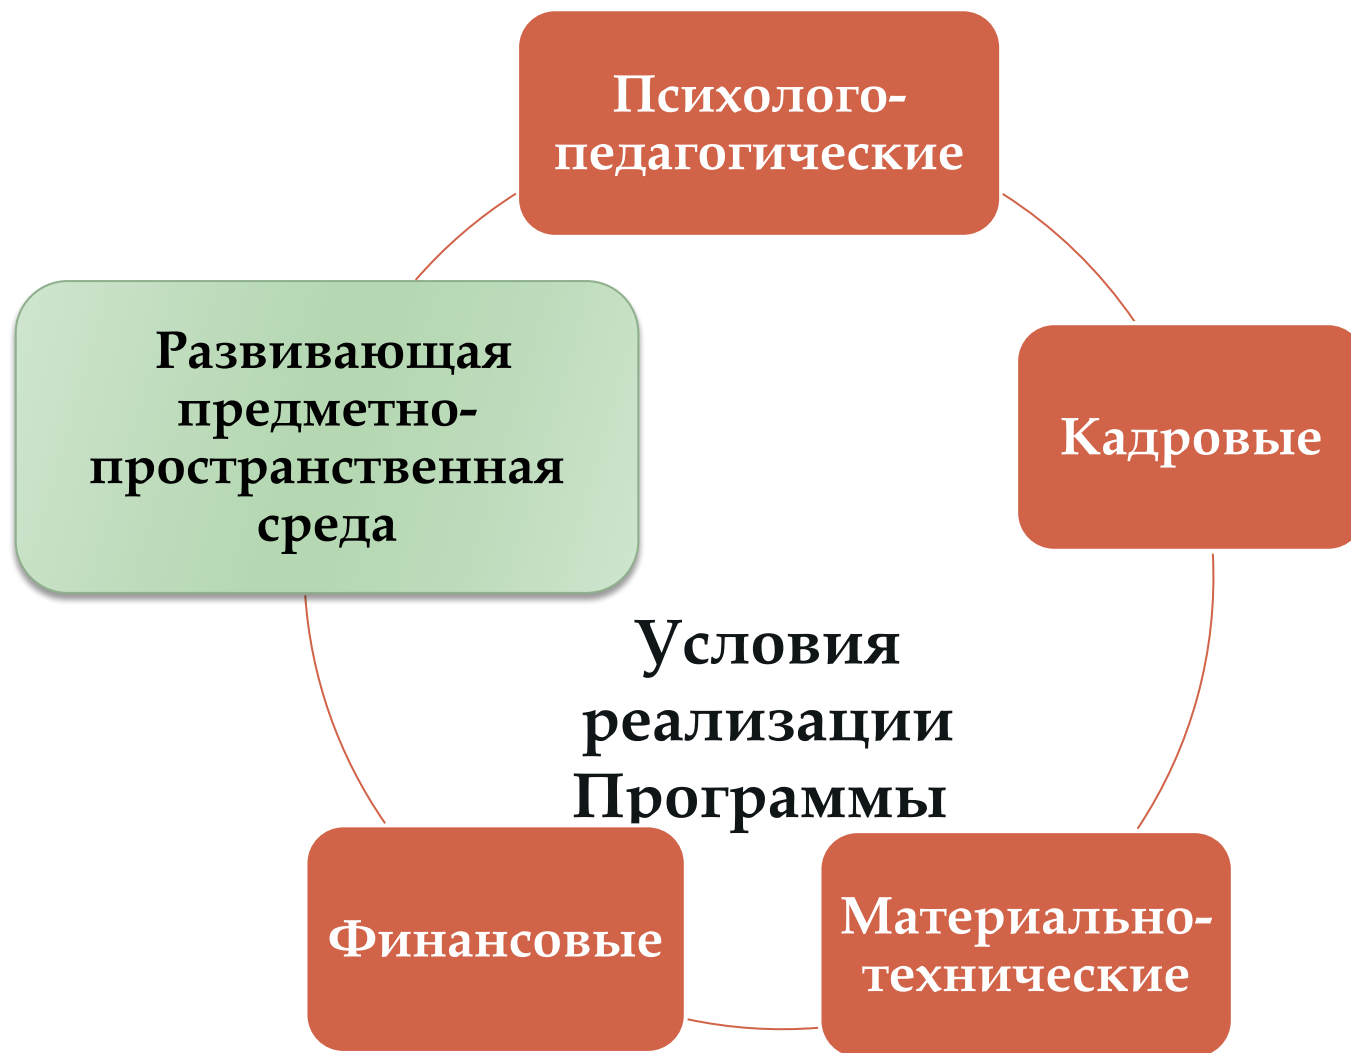 Психолого-
педагогические
Развивающая
предметно-
пространственная
среда
Кадровые
Условия
реализации
Программы
Финансовые
Материально-
технические